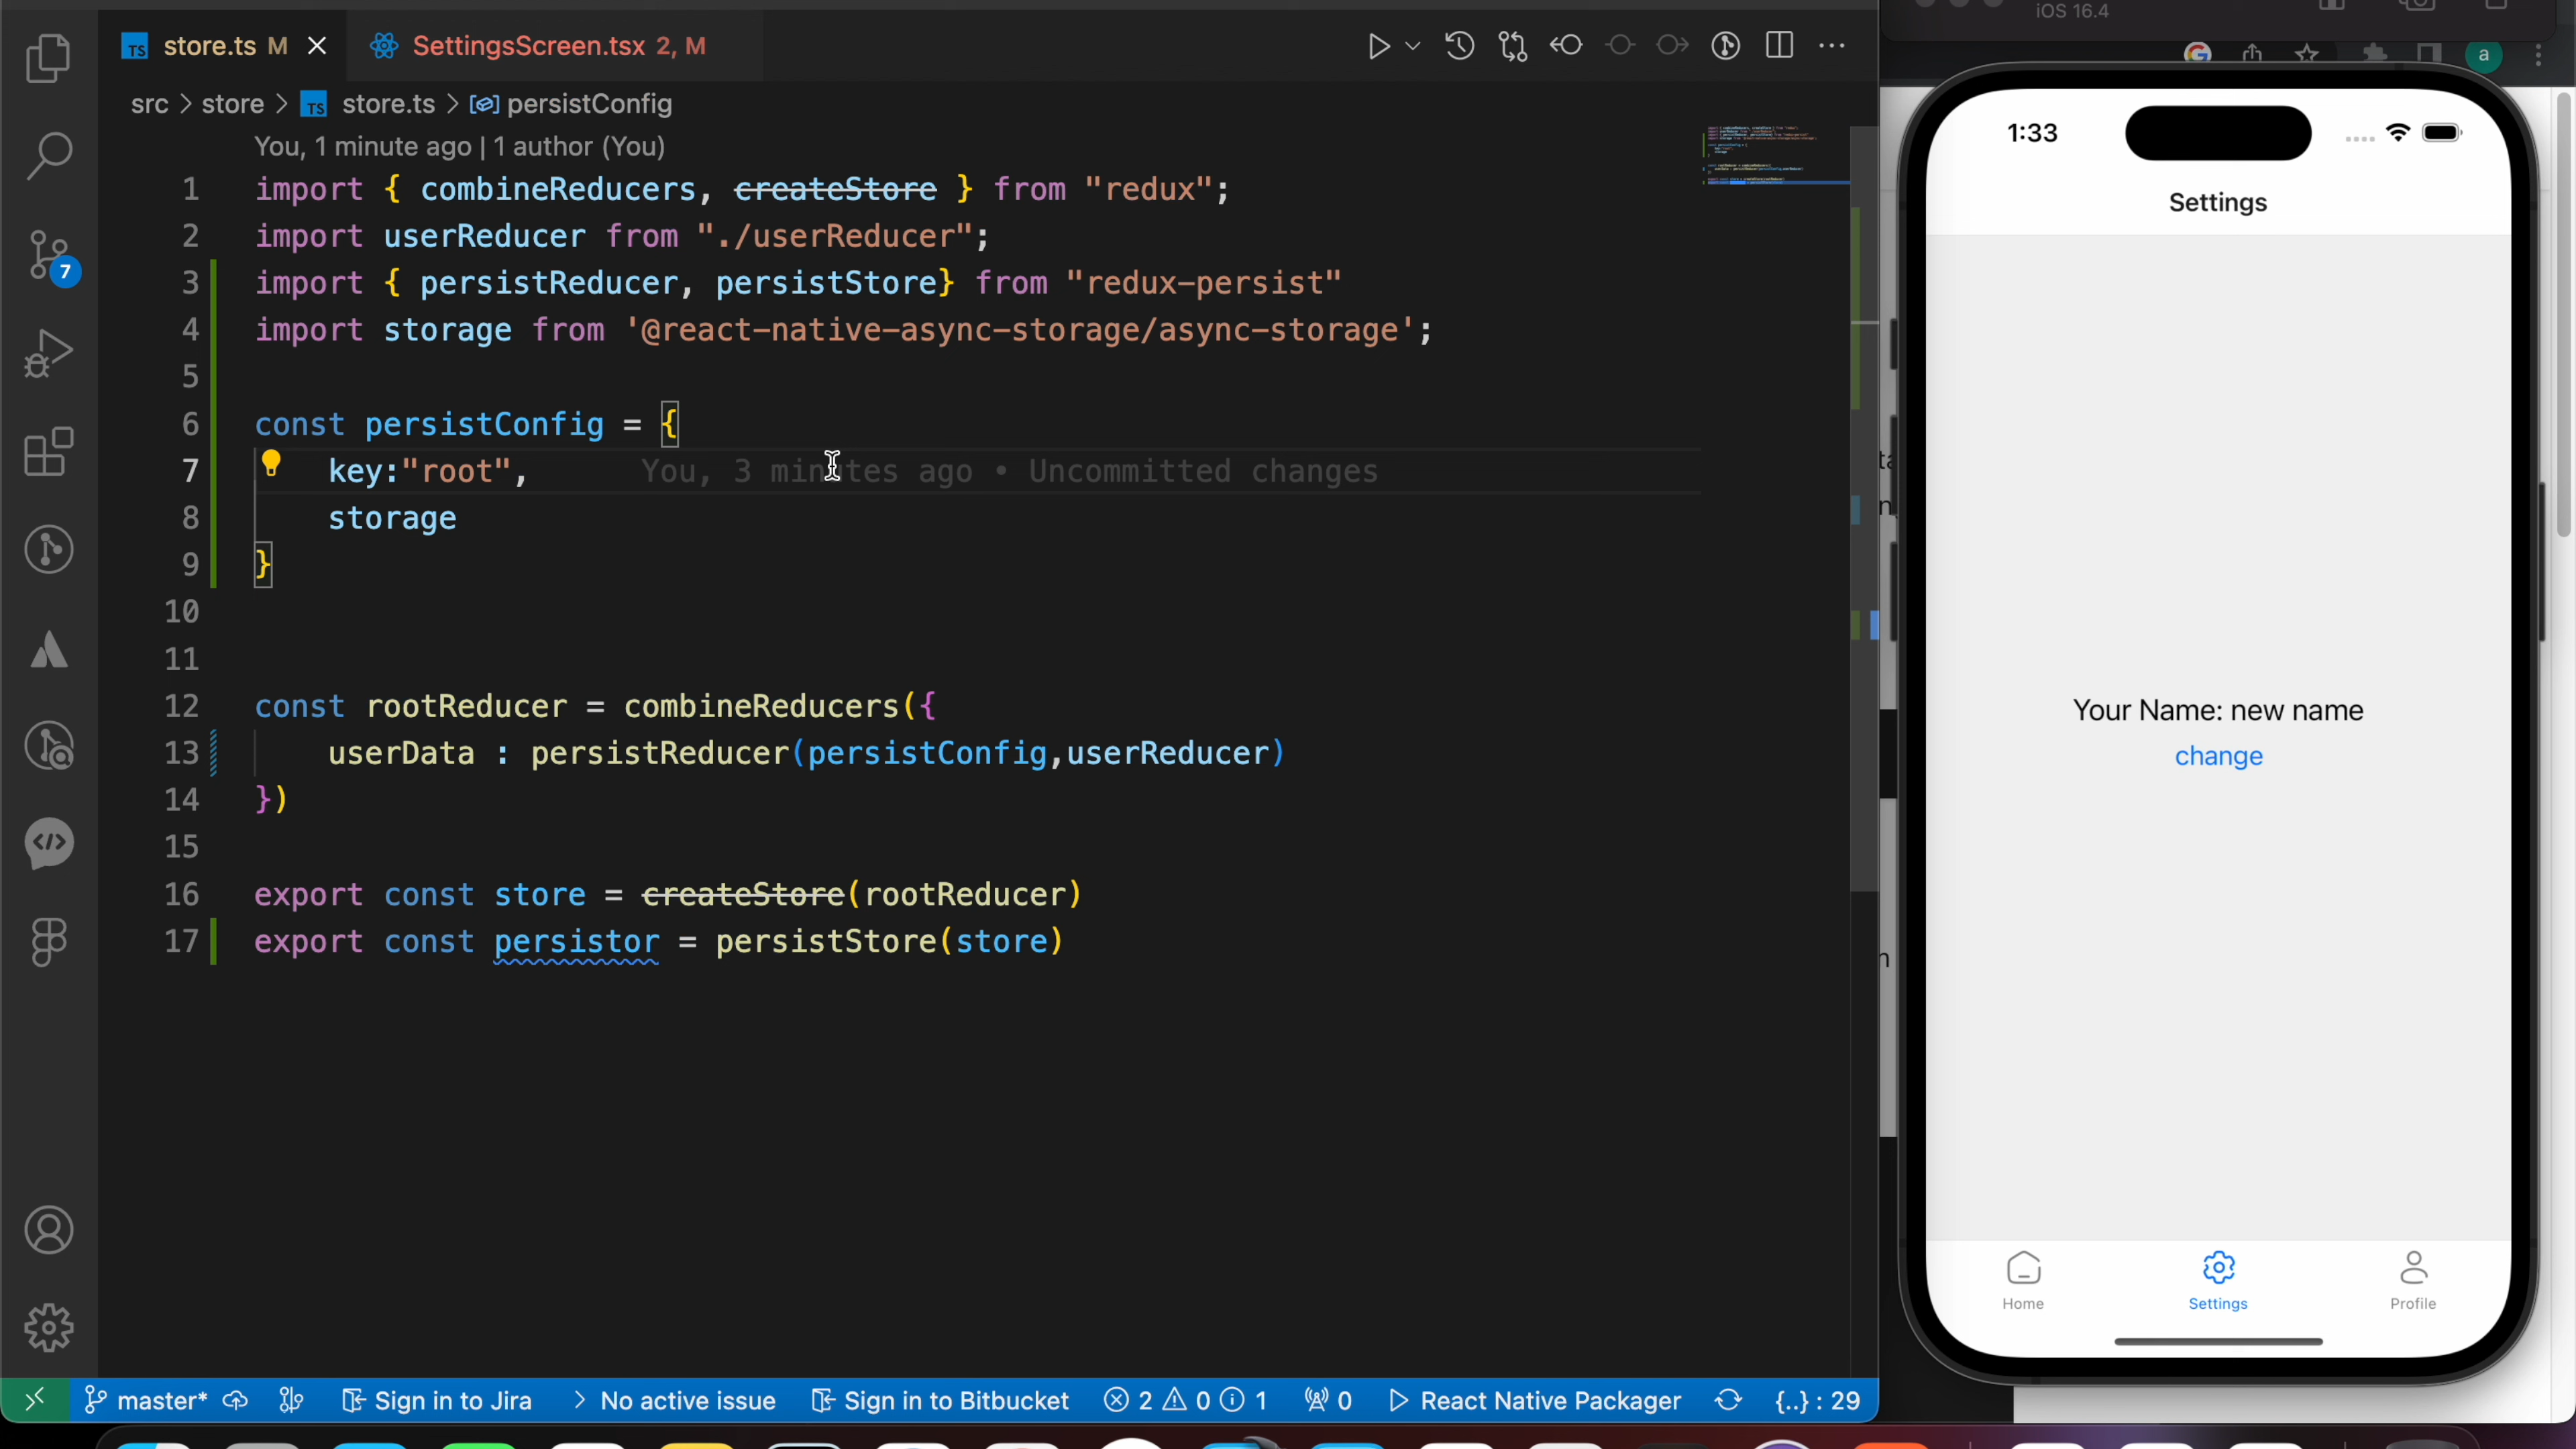 iOS 16.4
store.ts M
SettingsScreen.tsx 2, M
a
src > store > TS store.ts > persistConfig
You, 1 minute ago | 1 author (You)
1 import { combineReducers, createStore } from "redux";
2 import userReducer from "./userReducer";
3 import { persistReducer, persistStore} from "redux-persist"
4 import storage from '@react-native-async-storage/async-storage';
5
6 const persistConfig = {
7 key:"root", You, 3 minutes ago • Uncommitted changes
8 storage
9 }
10
11
12 const rootReducer = combineReducers({
13 userData : persistReducer(persistConfig,userReducer)
14 })
15
16 export const store = createStore(rootReducer)
17 export const persistor = persistStore(store)
7
master*
Sign in to Jira
No active issue
Sign in to Bitbucket
2 0 1
0
React Native Packager
{..} : 29
1:33
Settings
Your Name: new name
change
Home
Settings
Profile